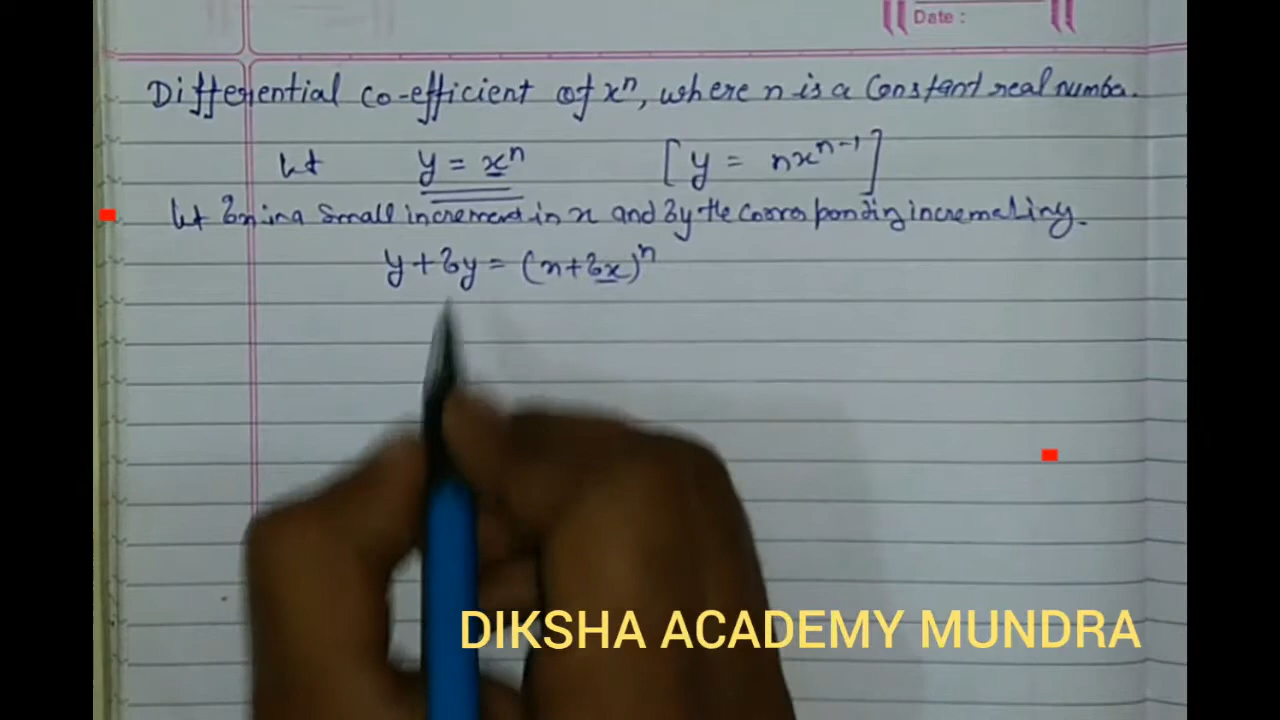 Date :
Differential co-efficient of xⁿ, where n is a Constant real number.
Let y = xⁿ [y = nxⁿ⁻¹]
Let δx in a small increment in x and δy the corresponding increment in y.
y + δy = (x + δx)ⁿ
DIKSHA ACADEMY MUNDRA